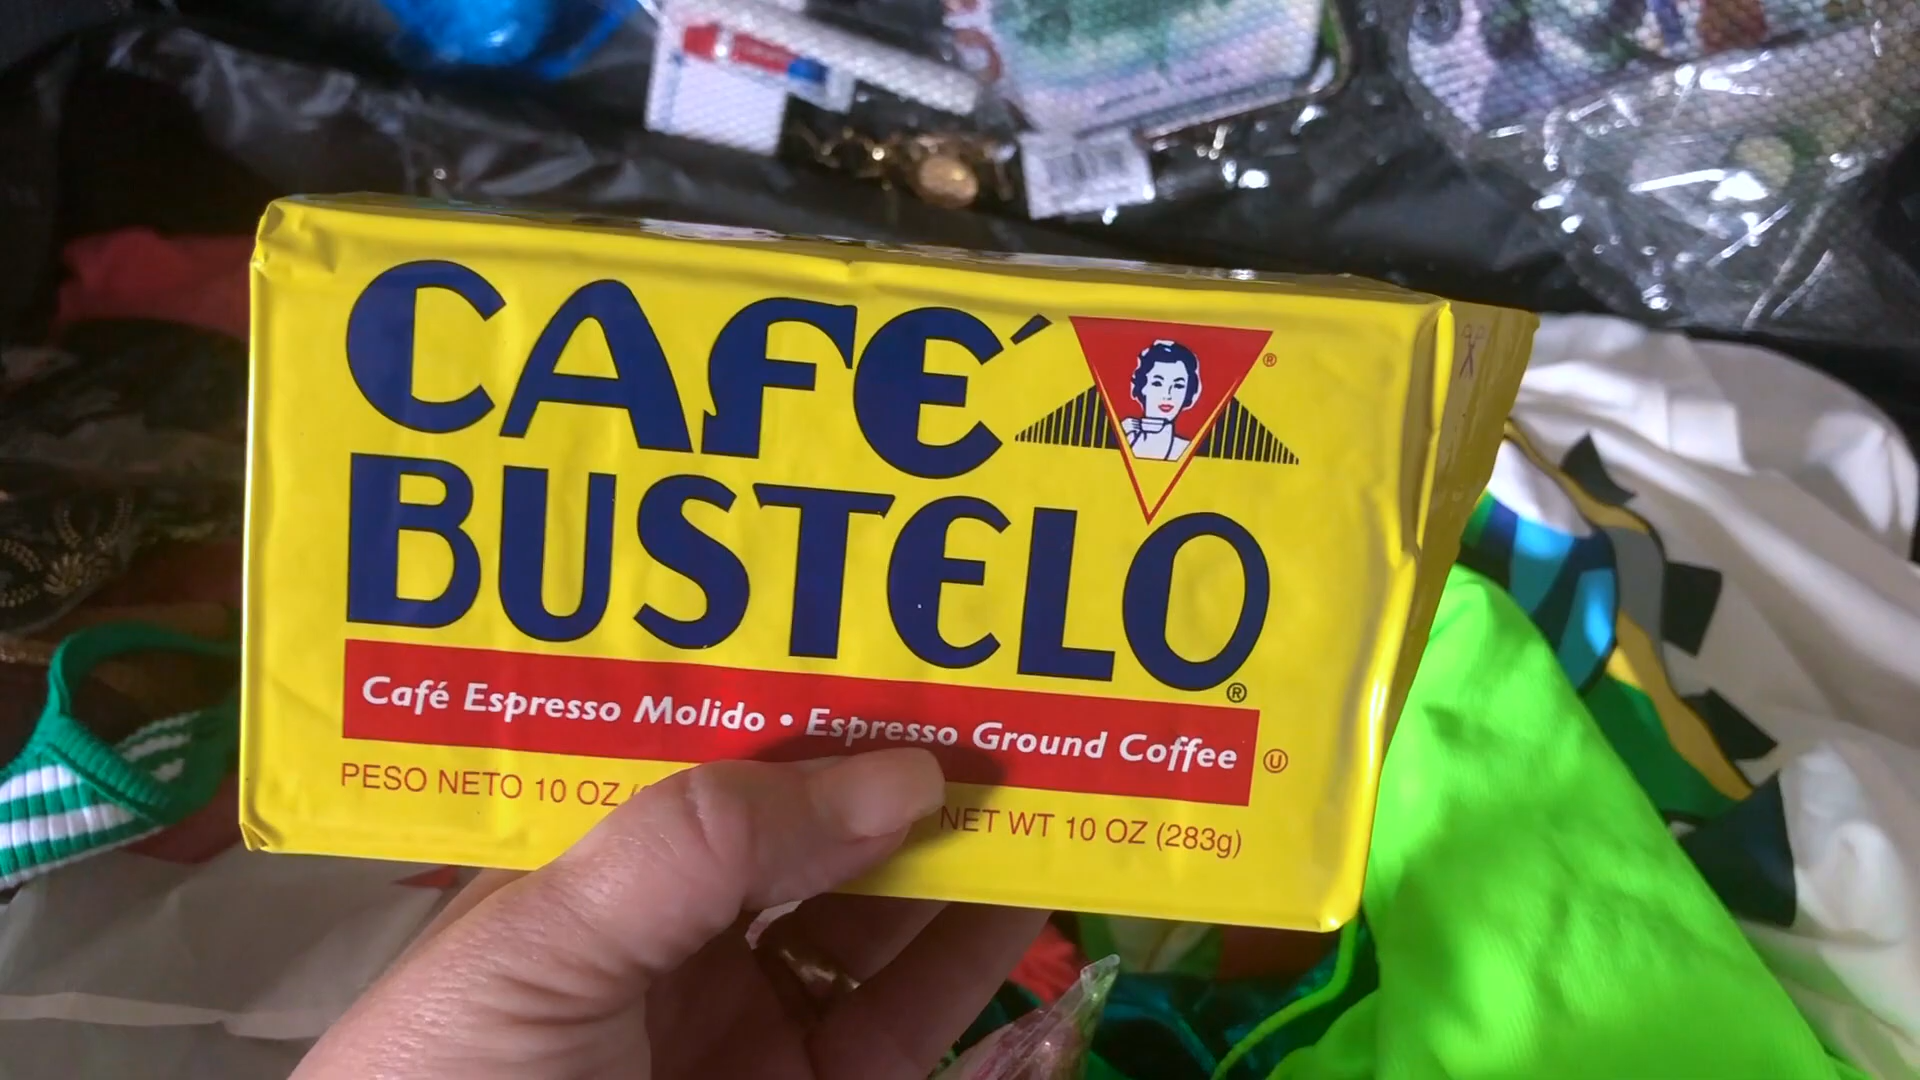 CAFÉ
BUSTELO®
Café Espresso Molido • Espresso Ground Coffee
PESO NETO 10 OZ
NET WT 10 OZ (283g)